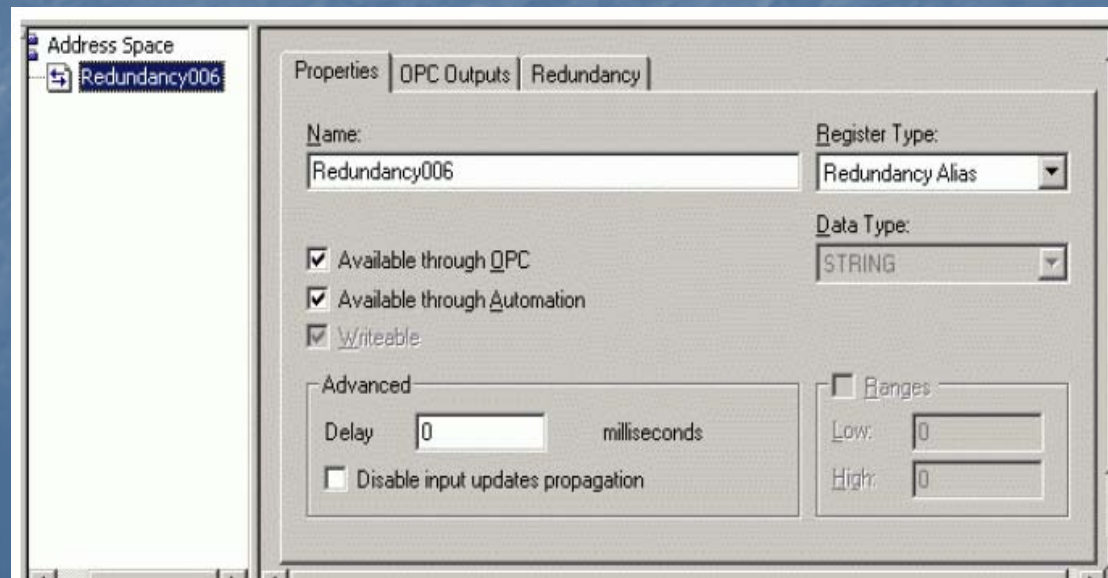 Address Space
Redundancy006
Properties
OPC Outputs
Redundancy
Name:
Register Type:
Redundancy006
Redundancy Alias
Data Type:
STRING
Available through OPC
Available through Automation
Writeable
Advanced
Delay 0 milliseconds
Disable input updates propagation
Ranges
Low: 0
High: 0